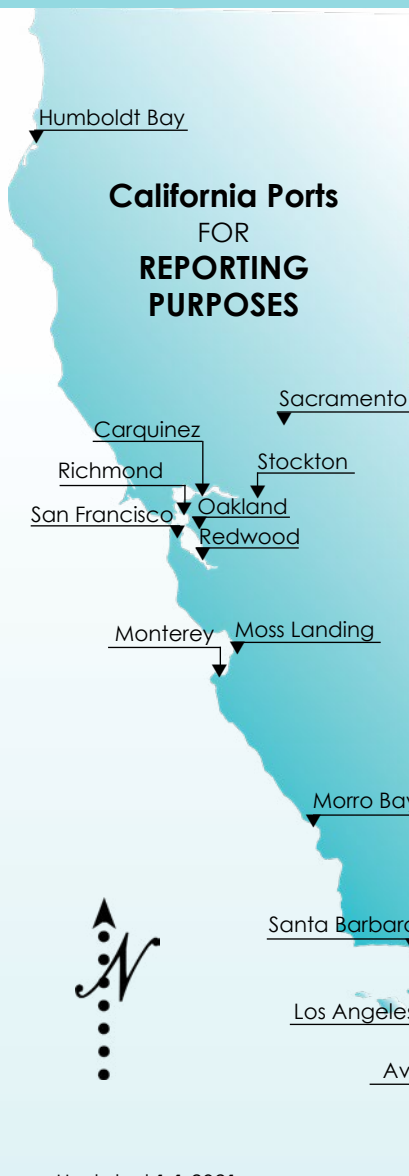 Humboldt Bay
California Ports
FOR
REPORTING
PURPOSES
Sacramento
Carquinez
Stockton
Richmond
Oakland
San Francisco
Redwood
Monterey
Moss Landing
Morro Bay
Santa Barbara
Los Angeles
Av
N